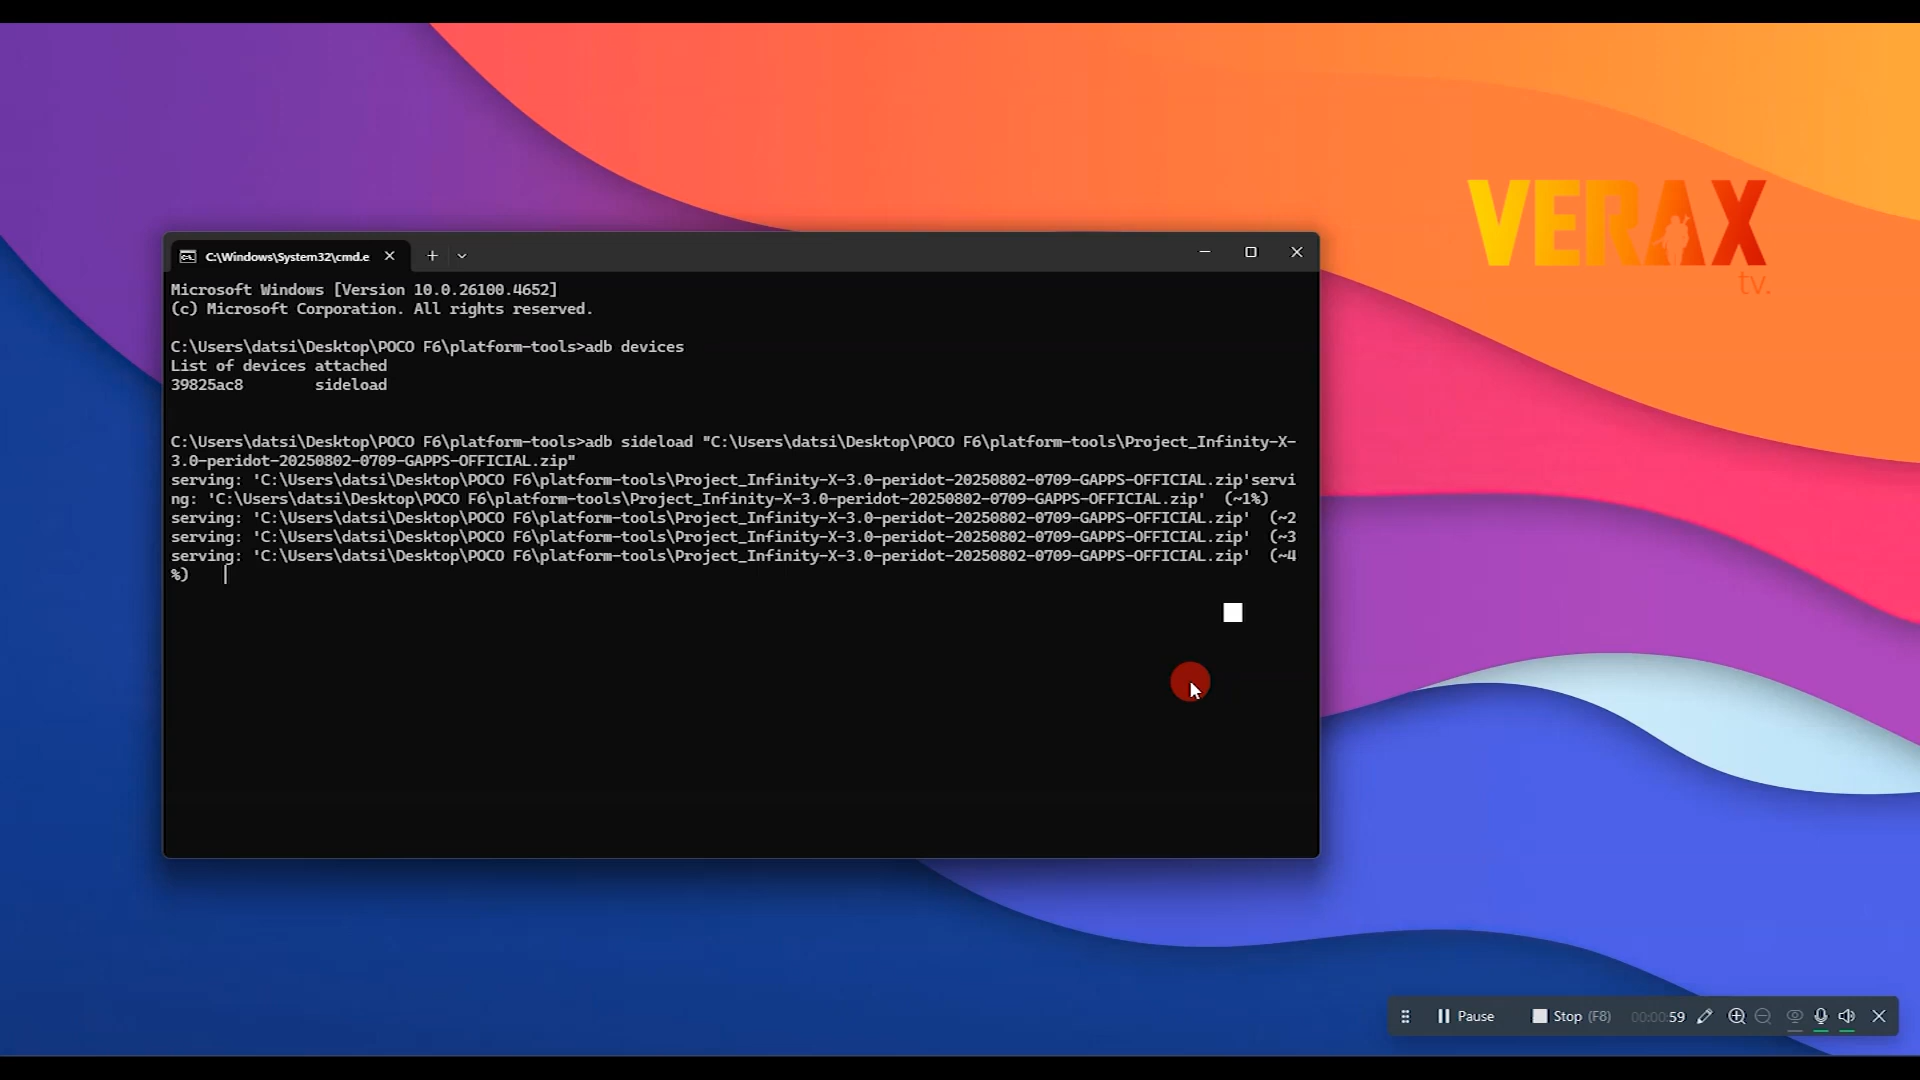 VERAX
tv.
C:\Windows\System32\cmd.e
Microsoft Windows [Version 10.0.26100.4652]
(c) Microsoft Corporation. All rights reserved.
C:\Users\datsi\Desktop\POCO F6\platform-tools>adb devices
List of devices attached
39825ac8        sideload
C:\Users\datsi\Desktop\POCO F6\platform-tools>adb sideload "C:\Users\datsi\Desktop\POCO F6\platform-tools\Project_Infinity-X-
3.0-peridot-20250802-0709-GAPPS-OFFICIAL.zip"
serving: 'C:\Users\datsi\Desktop\POCO F6\platform-tools\Project_Infinity-X-3.0-peridot-20250802-0709-GAPPS-OFFICIAL.zip'servi
ng: 'C:\Users\datsi\Desktop\POCO F6\platform-tools\Project_Infinity-X-3.0-peridot-20250802-0709-GAPPS-OFFICIAL.zip'  (~1%)
serving: 'C:\Users\datsi\Desktop\POCO F6\platform-tools\Project_Infinity-X-3.0-peridot-20250802-0709-GAPPS-OFFICIAL.zip'  (~2
serving: 'C:\Users\datsi\Desktop\POCO F6\platform-tools\Project_Infinity-X-3.0-peridot-20250802-0709-GAPPS-OFFICIAL.zip'  (~3
serving: 'C:\Users\datsi\Desktop\POCO F6\platform-tools\Project_Infinity-X-3.0-peridot-20250802-0709-GAPPS-OFFICIAL.zip'  (~4
%)
Pause Stop (F8) 00:00:59